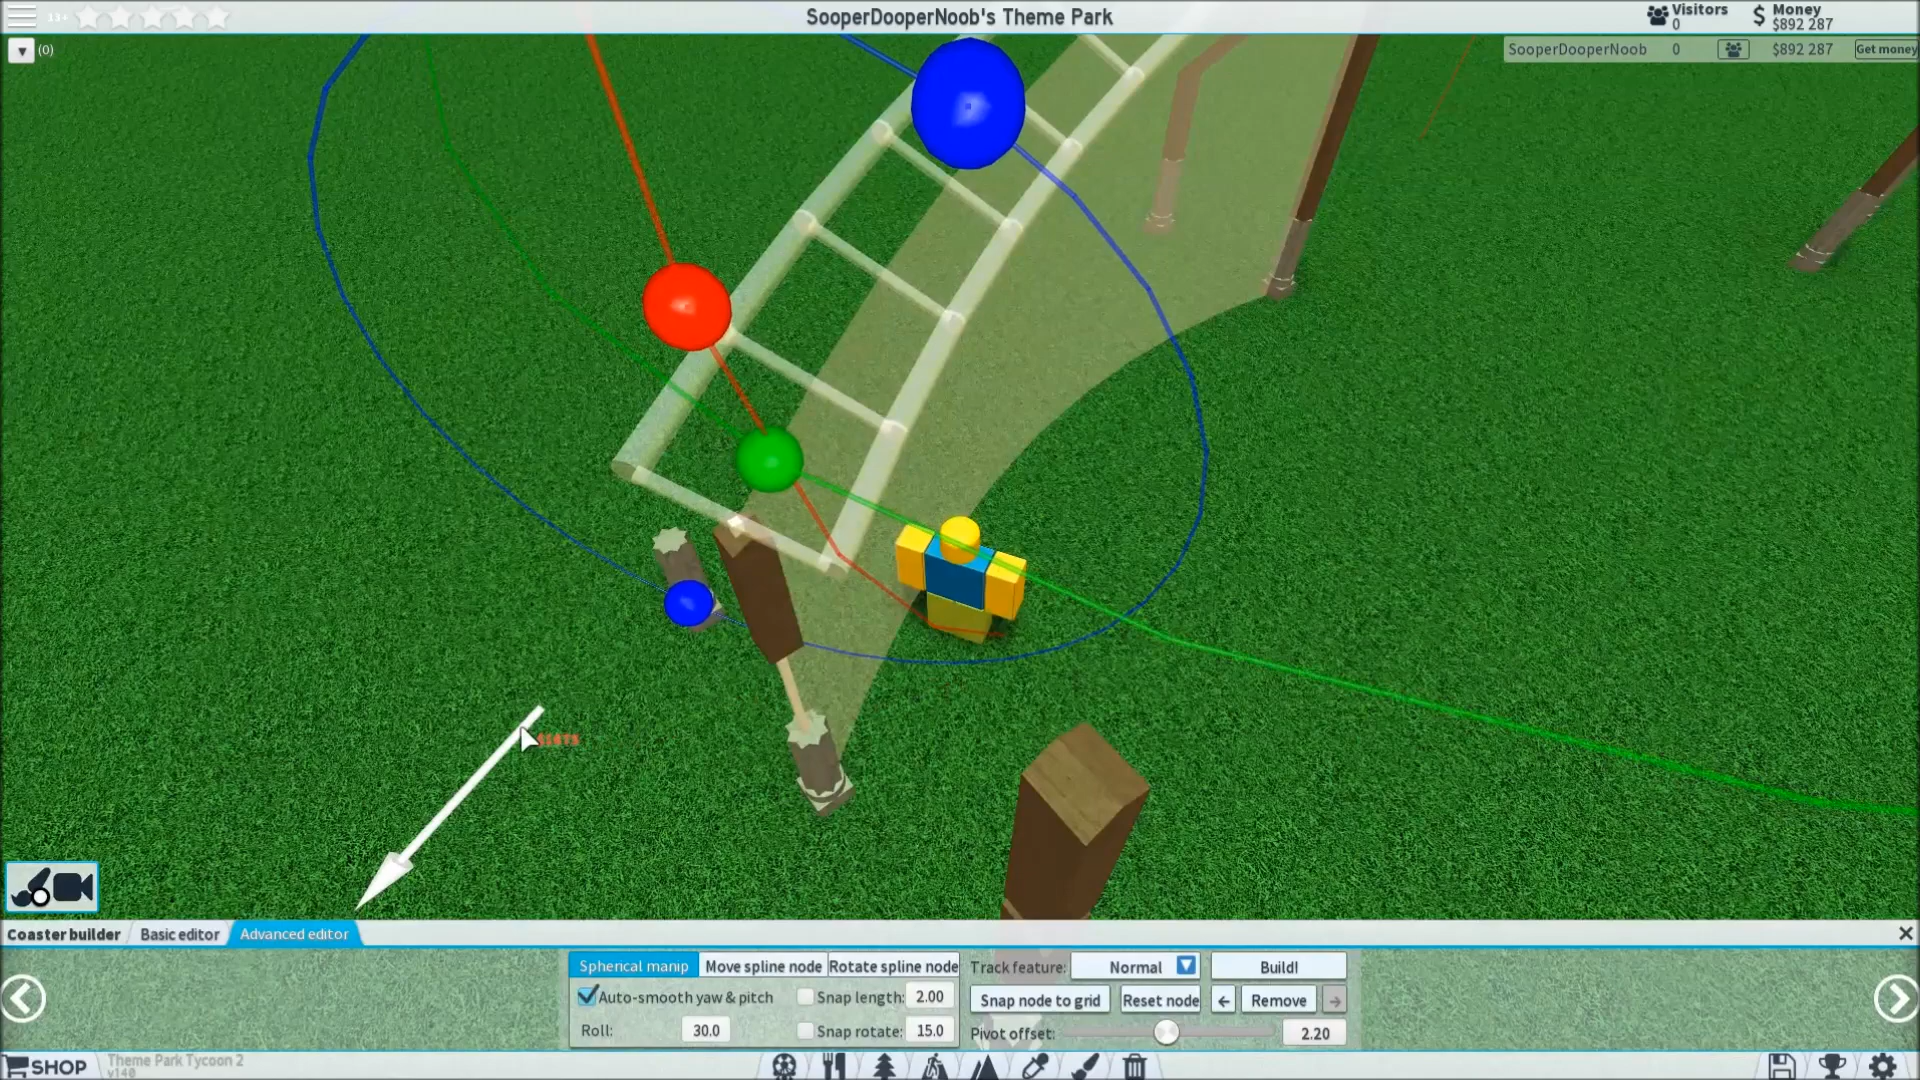 13+
SooperDooperNoob's Theme Park
Visitors
0
$ Money
$892 287
(0)
SooperDooperNoob 0 $892 287 Get money
Coaster builder Basic editor Advanced editor
Spherical manip Move spline node Rotate spline node Track feature: Normal Build!
Auto-smooth yaw & pitch Snap length: 2.00 Snap node to grid Reset node ← Remove →
Roll: 30.0 Snap rotate: 15.0 Pivot offset: 2.20
SHOP Theme Park Tycoon 2
v140